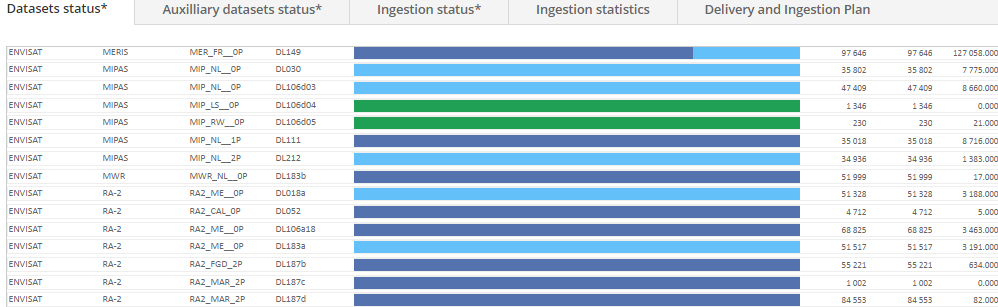 Datasets status* Auxilliary datasets status* Ingestion status* Ingestion statistics Delivery and Ingestion Plan
ENVISAT MERIS MER_FR__0P DL149 97 646 97 646 127 058.000
ENVISAT MIPAS MIP_NL__0P DL030 35 802 35 802 7 775.000
ENVISAT MIPAS MIP_NL__0P DL106d03 47 409 47 409 8 660.000
ENVISAT MIPAS MIP_LS__0P DL106d04 1 346 1 346 0.000
ENVISAT MIPAS MIP_RW__0P DL106d05 230 230 21.000
ENVISAT MIPAS MIP_NL__1P DL111 35 018 35 018 8 716.000
ENVISAT MIPAS MIP_NL__2P DL212 34 936 34 936 1 383.000
ENVISAT MWR MWR_NL__0P DL183b 51 999 51 999 17.000
ENVISAT RA-2 RA2_ME__0P DL018a 51 328 51 328 3 188.000
ENVISAT RA-2 RA2_CAL_0P DL052 4 712 4 712 5.000
ENVISAT RA-2 RA2_ME__0P DL106a18 68 825 68 825 3 463.000
ENVISAT RA-2 RA2_ME__0P DL183a 51 517 51 517 3 191.000
ENVISAT RA-2 RA2_FGD_2P DL187b 55 221 55 221 634.000
ENVISAT RA-2 RA2_MAR_2P DL187c 1 002 1 002 0.000
ENVISAT RA-2 RA2_MAR_2P DL187d 84 553 84 553 82.000